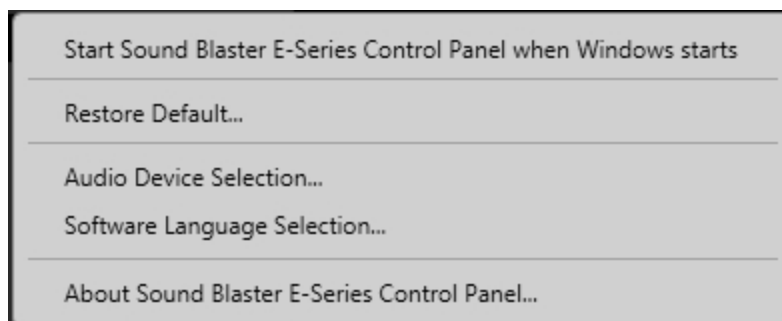 Start Sound Blaster E-Series Control Panel when Windows starts
Restore Default...
Audio Device Selection...
Software Language Selection...
About Sound Blaster E-Series Control Panel...